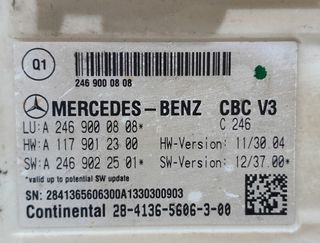 Q1
246 900 08 08
MERCEDES-BENZ CBC V3
LU:A 246 900 08 08* C 246
HW:A 117 901 23 00 HW-Version: 11/30 04
SW:A 246 902 25 01* SW-Version: 12/37.00*
*valid up to potential SW update
SN: 2841365606300A1330300903
Continental 28-4136-5606-3-00